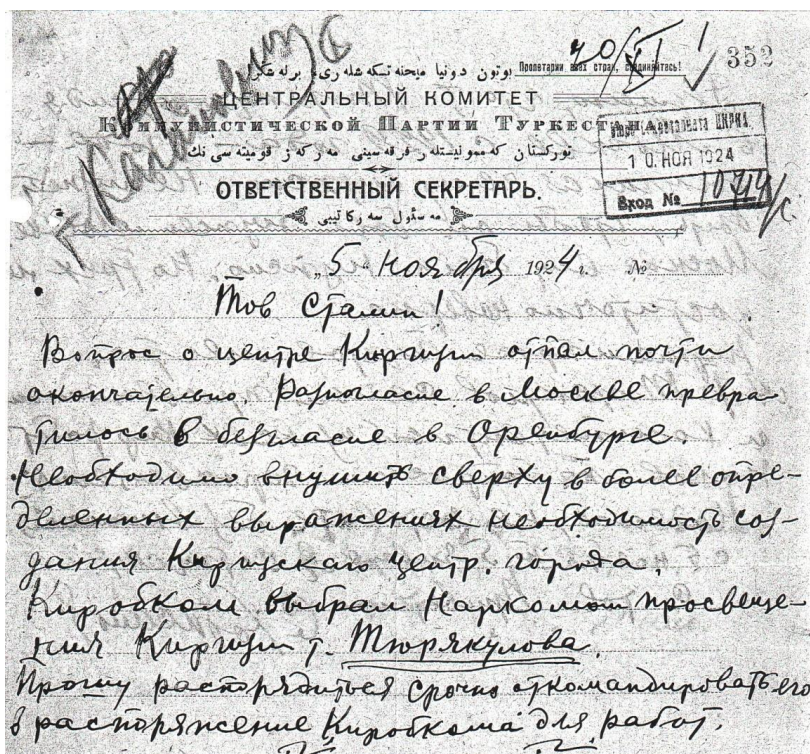 20/XI
!
352
Пролетарии всех стран, соединяйтесь!
ЦЕНТРАЛЬНЫЙ КОМИТЕТ
Коммунистической Партии Туркестана
ОТВЕТСТВЕННЫЙ СЕКРЕТАРЬ.
10 НОЯ 1924
Вход №
„5“ ноября 1924 г. №
Тов Сталин!
Вопрос о центре Киргизии отпал почти
окончательно. Разногласие в Москве превра-
тилось в безгласие в Оренбурге.
Необходимо внушить сверху в более опре-
деленных выражениях необходимость соз-
дания Киргизскаго центр. города.
Киробком выбрал Наркомом просвеще-
ния Киргизии т. Тюрякулова.
Прошу распорядиться срочно откомандировать его
в распоряжение Киробкома для работ.